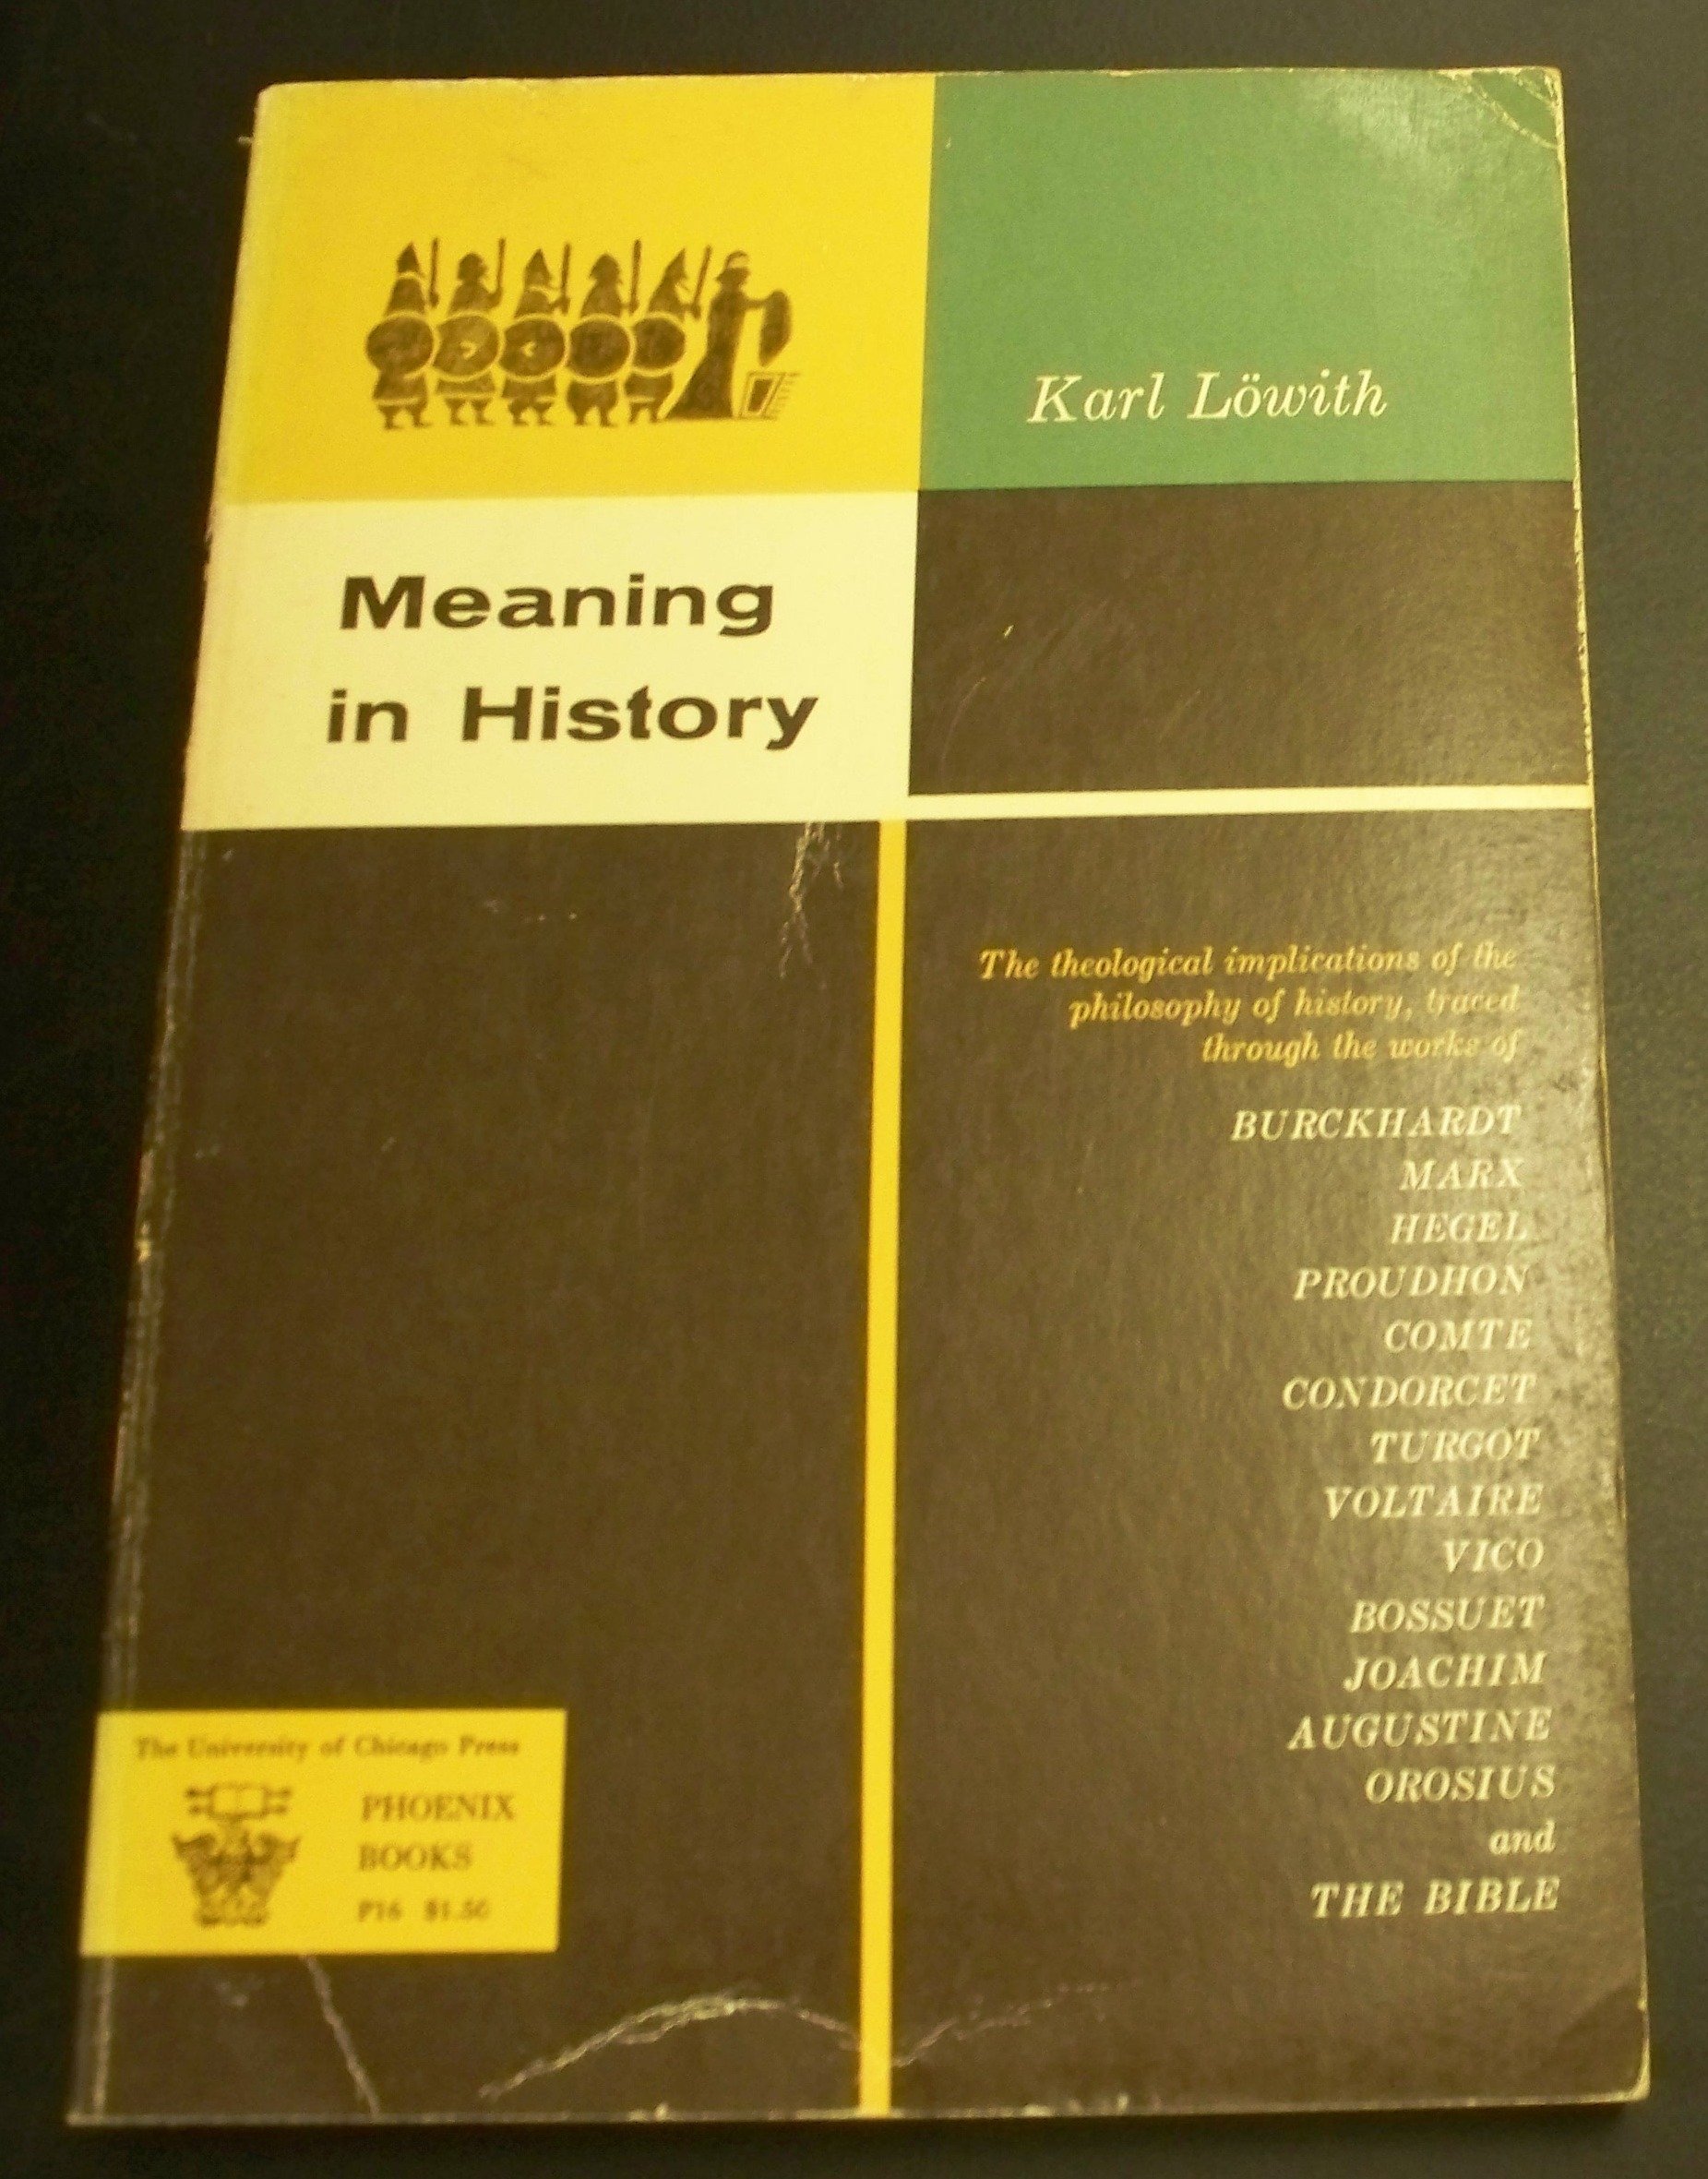 Karl Löwith
Meaning
in History
The theological implications of the
philosophy of history, traced
through the works of
BURCKHARDT
MARX
HEGEL
PROUDHON
COMTE
CONDORCET
TURGOT
VOLTAIRE
VICO
BOSSUET
JOACHIM
AUGUSTINE
OROSIUS
and
THE BIBLE
The University of Chicago Press
PHOENIX
BOOKS
P16 $1.50